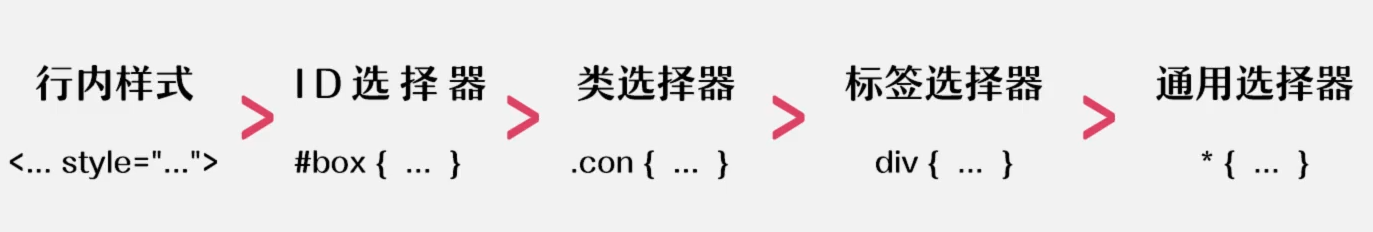 行内样式 > ID选择器 > 类选择器 > 标签选择器 > 通用选择器
<... style="..."> #box { ... } .con { ... } div { ... } * { ... }